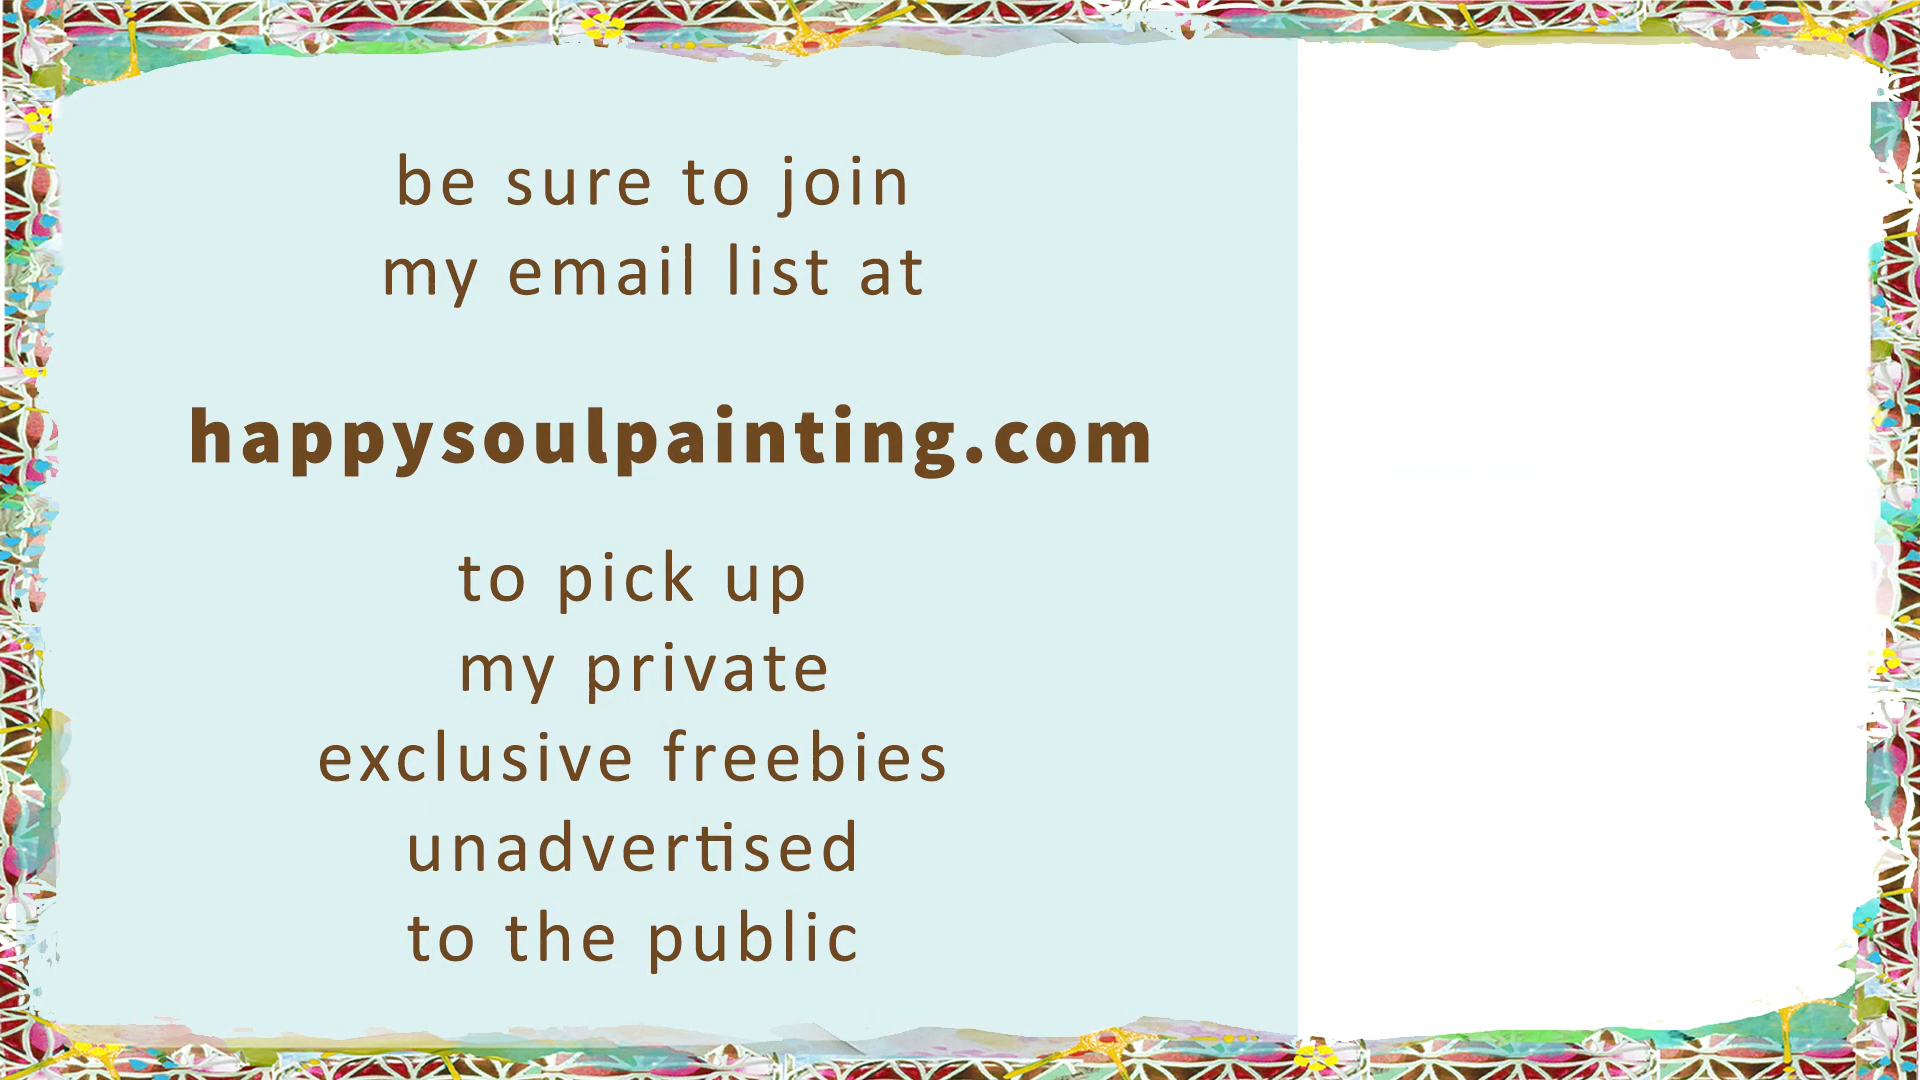 be sure to join
my email list at
happysoulpainting.com
to pick up
my private
exclusive freebies
unadvertised
to the public